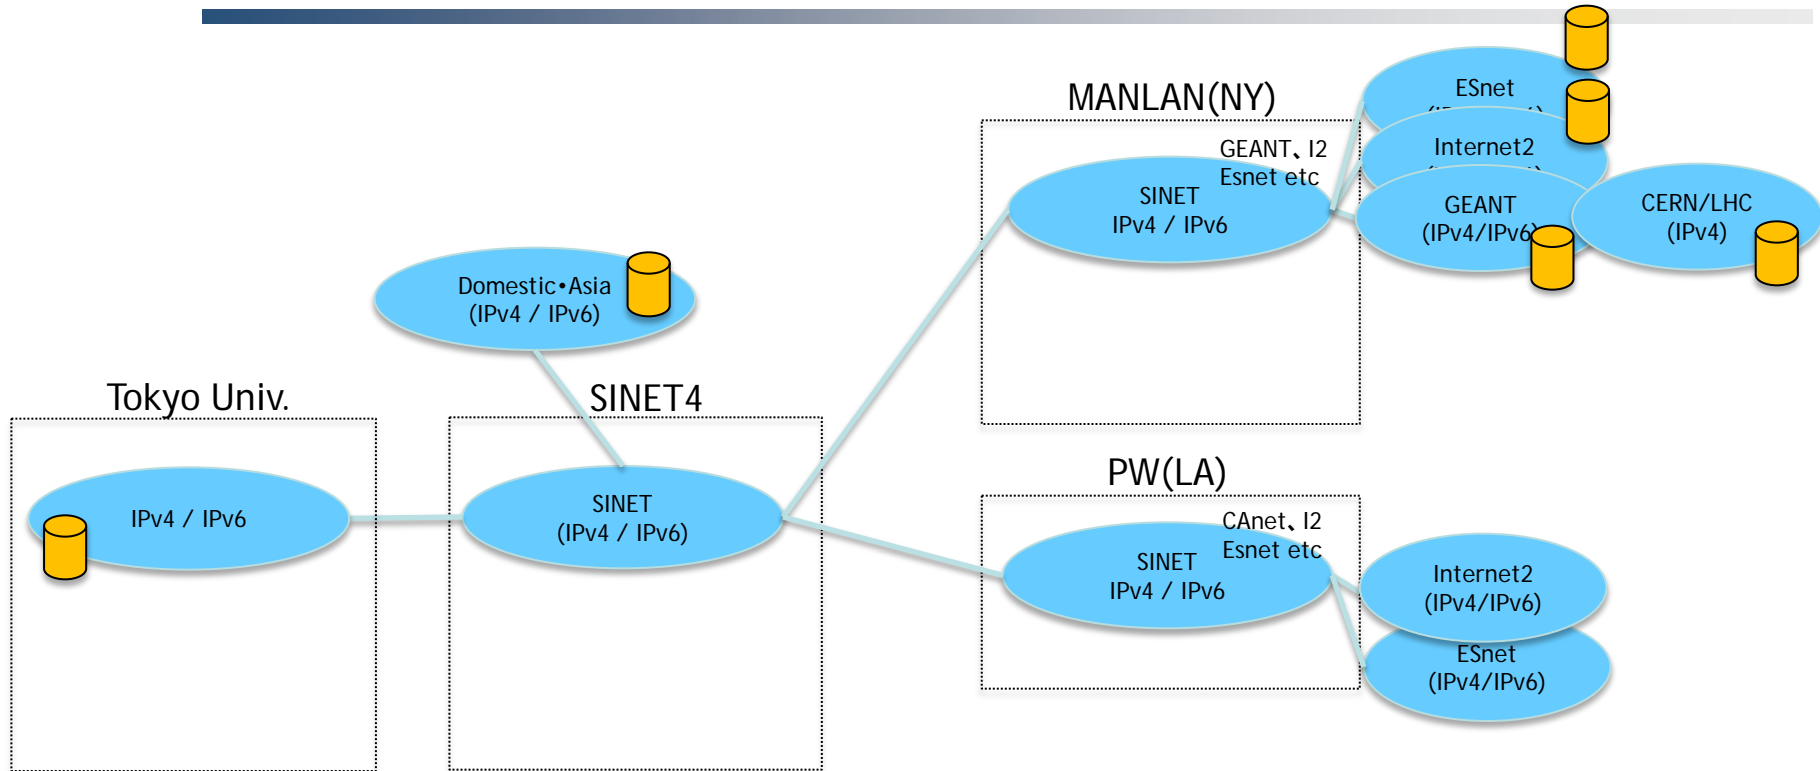 MANLAN(NY)
ESnet
GEANT、I2
Esnet etc
Internet2
SINET
IPv4 / IPv6
GEANT
(IPv4/IPv6)
CERN/LHC
(IPv4)
Domestic•Asia
(IPv4 / IPv6)
Tokyo Univ.
SINET4
IPv4 / IPv6
SINET
(IPv4 / IPv6)
PW(LA)
CAnet、I2
Esnet etc
SINET
IPv4 / IPv6
Internet2
(IPv4/IPv6)
ESnet
(IPv4/IPv6)